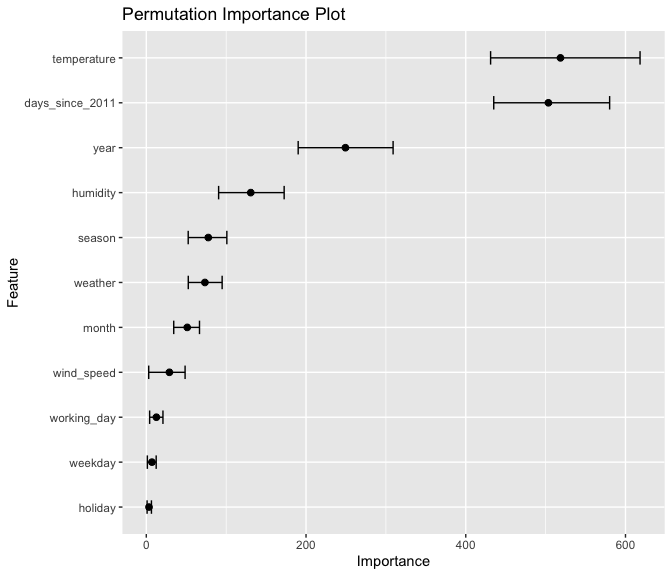 Permutation Importance Plot
Feature
temperature
days_since_2011
year
humidity
season
weather
month
wind_speed
working_day
weekday
holiday
0 200 400 600
Importance